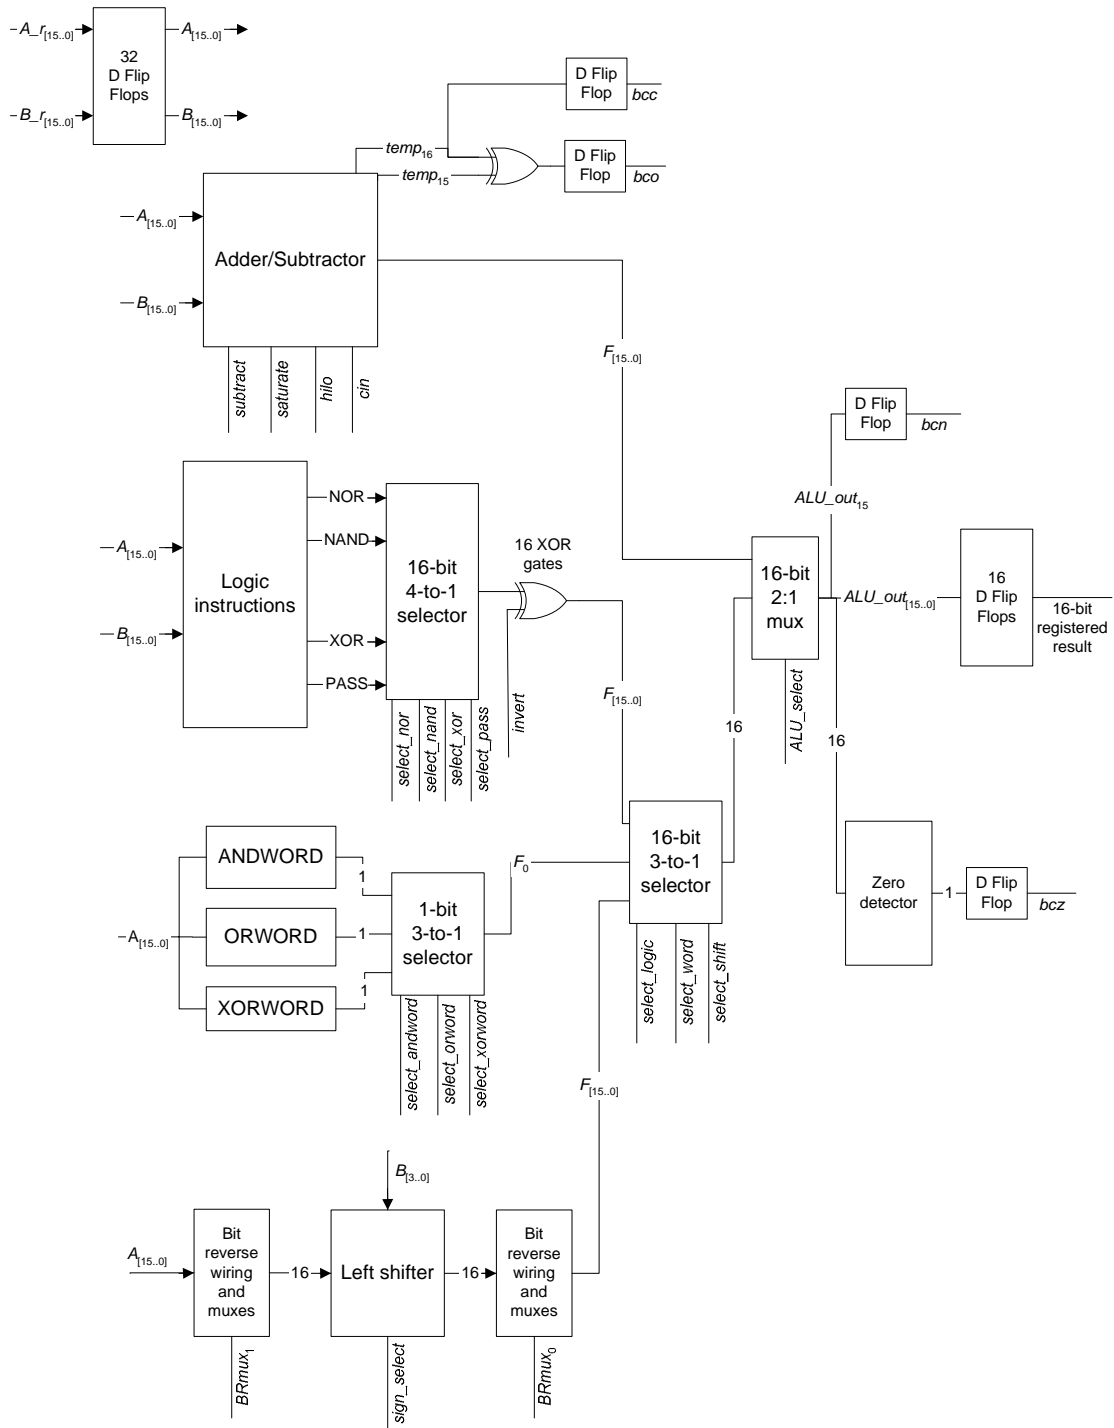 A_r[15..0]
32
D Flip
Flops
A[15..0]
B_r[15..0]
B[15..0]
D Flip
Flop
bcc
temp16
temp15
D Flip
Flop
bco
A[15..0]
Adder/Subtractor
B[15..0]
subtract
saturate
hilo
cin
F[15..0]
D Flip
Flop
bcn
ALU_out15
A[15..0]
B[15..0]
Logic
instructions
NOR
NAND
XOR
PASS
16-bit
4-to-1
selector
select_nor
select_nand
select_xor
select_pass
16 XOR
gates
invert
F[15..0]
16-bit
2:1
mux
ALU_select
ALU_out[15..0]
16
D Flip
Flops
16-bit
registered
result
16
16
ANDWORD
ORWORD
XORWORD
A[15..0]
1
1
1
1-bit
3-to-1
selector
select_andword
select_orword
select_xorword
F0
16-bit
3-to-1
selector
select_logic
select_word
select_shift
Zero
detector
1
D Flip
Flop
bcz
F[15..0]
B[3..0]
A[15..0]
Bit
reverse
wiring
and
muxes
BRmux1
16
Left shifter
sign_select
16
Bit
reverse
wiring
and
muxes
BRmux0